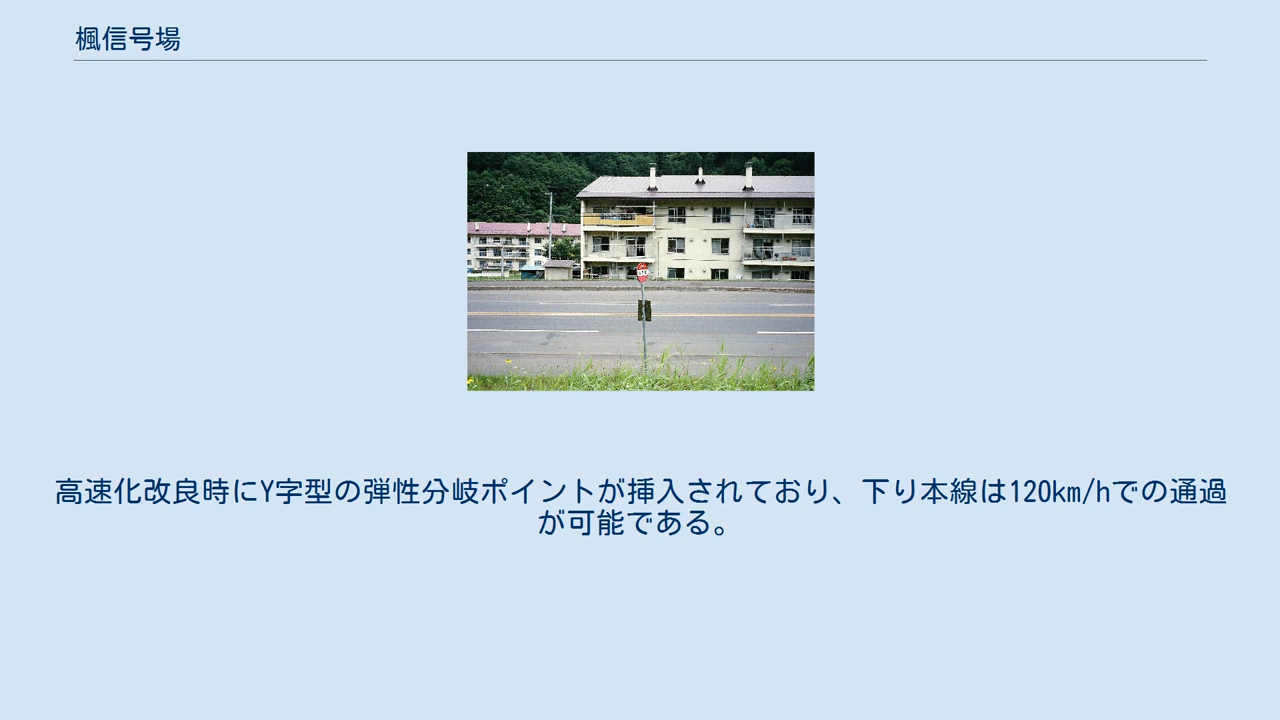 楓信号場
高速化改良時にY字型の弾性分岐ポイントが挿入されており、下り本線は120km/hでの通過
が可能である。